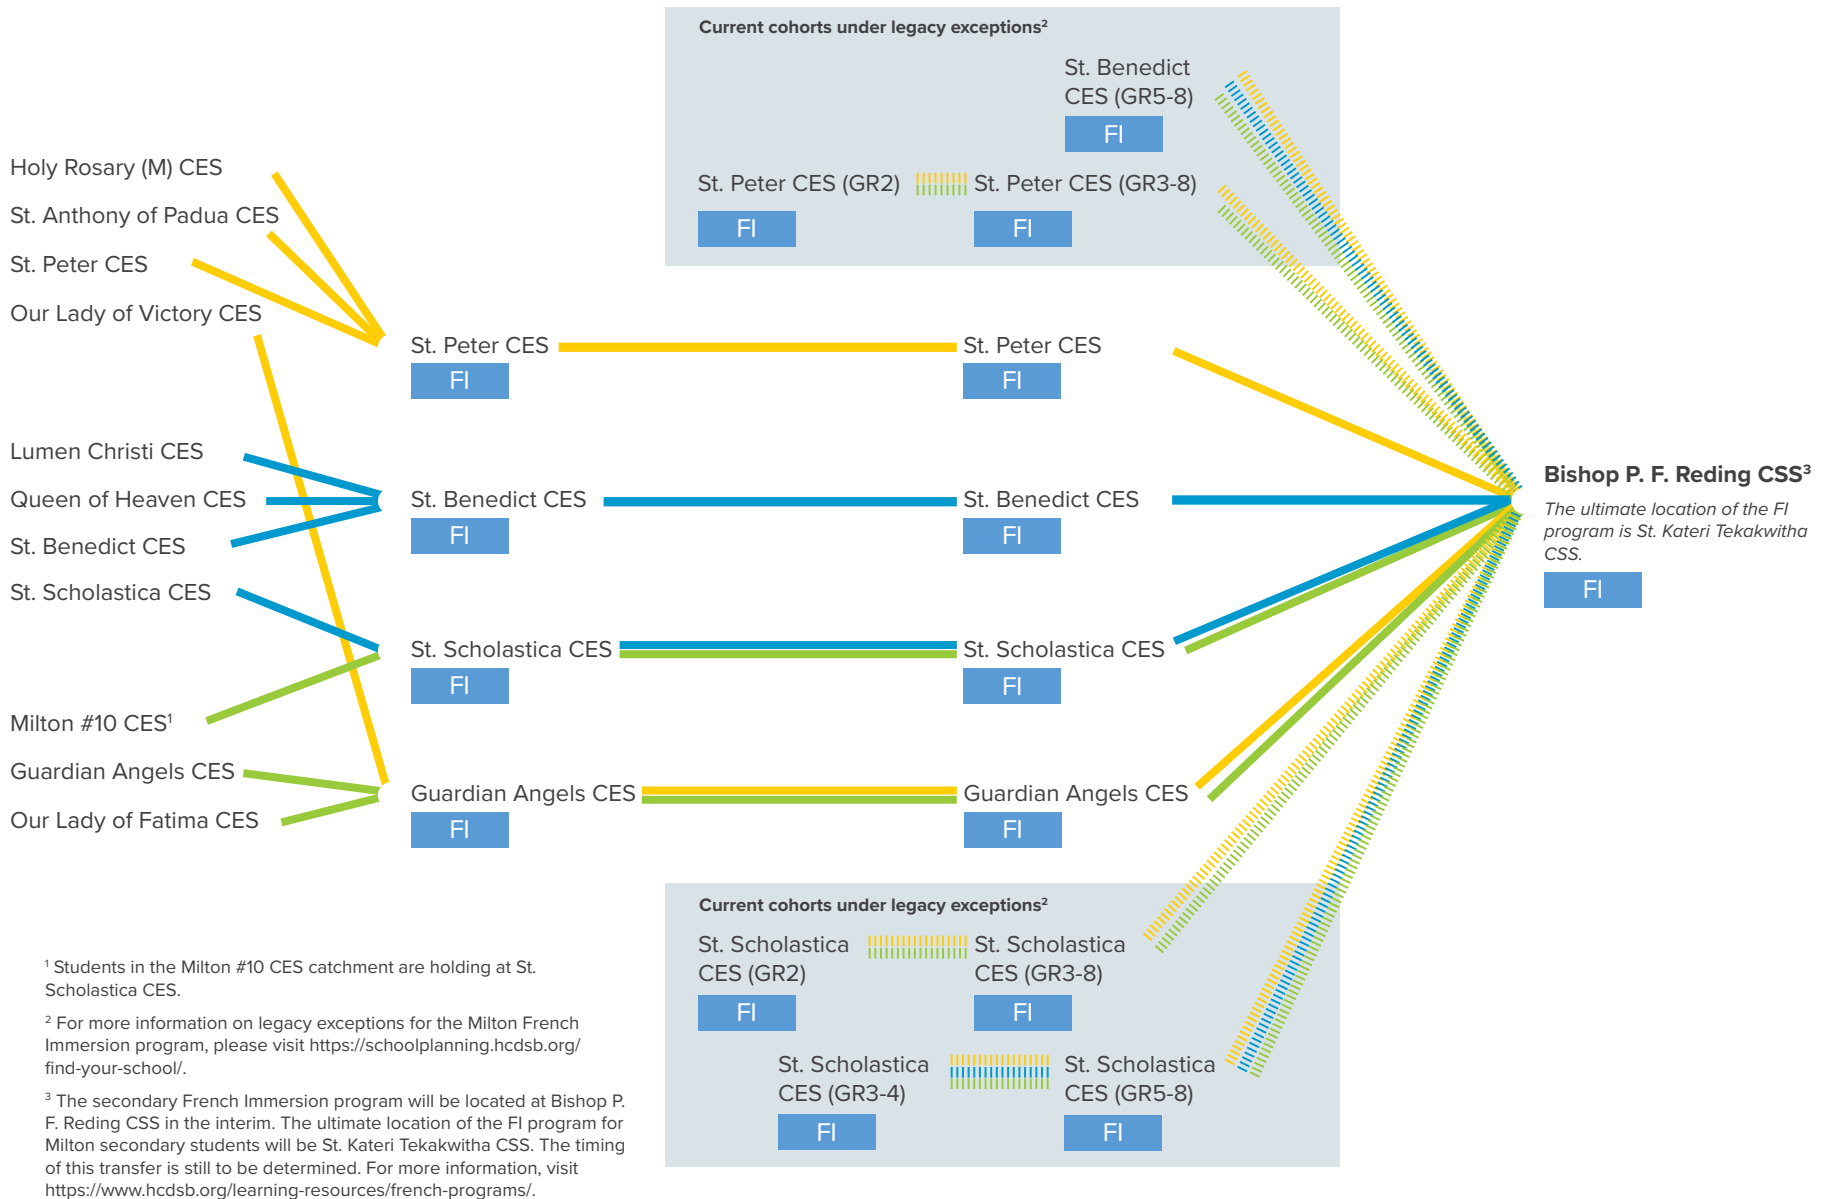 Current cohorts under legacy exceptions²
St. Benedict
CES (GR5-8)
FI
St. Peter CES (GR2)
St. Peter CES (GR3-8)
FI
FI
Holy Rosary (M) CES
St. Anthony of Padua CES
St. Peter CES
Our Lady of Victory CES
Lumen Christi CES
Queen of Heaven CES
St. Benedict CES
St. Scholastica CES
Milton #10 CES¹
Guardian Angels CES
Our Lady of Fatima CES
St. Peter CES
FI
St. Peter CES
FI
St. Benedict CES
FI
St. Benedict CES
FI
St. Scholastica CES
FI
St. Scholastica CES
FI
Guardian Angels CES
FI
Guardian Angels CES
FI
Bishop P. F. Reding CSS³
The ultimate location of the FI
program is St. Kateri Tekakwitha
CSS.
FI
Current cohorts under legacy exceptions²
St. Scholastica
CES (GR2)
FI
St. Scholastica
CES (GR3-8)
FI
St. Scholastica
CES (GR3-4)
FI
St. Scholastica
CES (GR5-8)
FI
¹ Students in the Milton #10 CES catchment are holding at St.
Scholastica CES.
² For more information on legacy exceptions for the Milton French
Immersion program, please visit https://schoolplanning.hcdsb.org/
find-your-school/.
³ The secondary French Immersion program will be located at Bishop P.
F. Reding CSS in the interim. The ultimate location of the FI program for
Milton secondary students will be St. Kateri Tekakwitha CSS. The timing
of this transfer is still to be determined. For more information, visit
https://www.hcdsb.org/learning-resources/french-programs/.